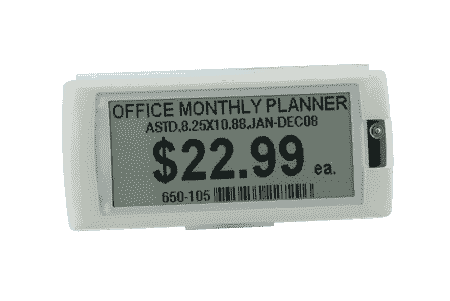 OFFICE MONTHLY PLANNER
ASTD,8.25X10.88,JAN-DEC08
$22.99 ea.
650-105